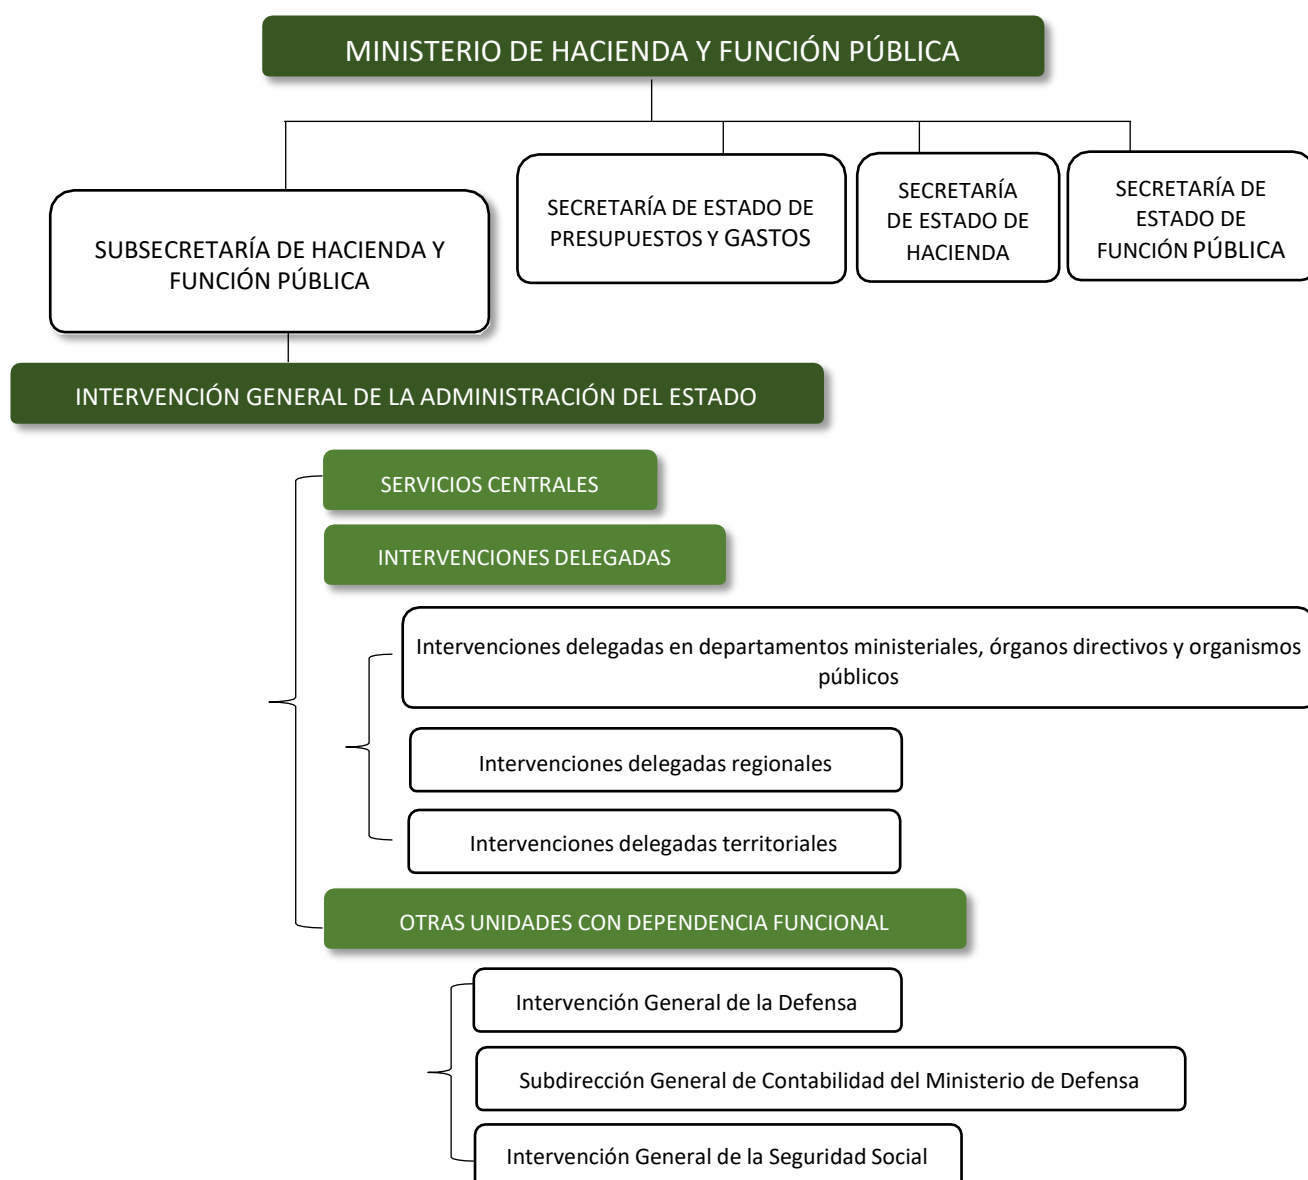 MINISTERIO DE HACIENDA Y FUNCIÓN PÚBLICA
SUBSECRETARÍA DE HACIENDA Y
FUNCIÓN PÚBLICA
SECRETARÍA DE ESTADO DE
PRESUPUESTOS Y GASTOS
SECRETARÍA
DE ESTADO DE
HACIENDA
SECRETARÍA DE
ESTADO DE
FUNCIÓN PÚBLICA
INTERVENCIÓN GENERAL DE LA ADMINISTRACIÓN DEL ESTADO
SERVICIOS CENTRALES
INTERVENCIONES DELEGADAS
Intervenciones delegadas en departamentos ministeriales, órganos directivos y organismos
públicos
Intervenciones delegadas regionales
Intervenciones delegadas territoriales
OTRAS UNIDADES CON DEPENDENCIA FUNCIONAL
Intervención General de la Defensa
Subdirección General de Contabilidad del Ministerio de Defensa
Intervención General de la Seguridad Social